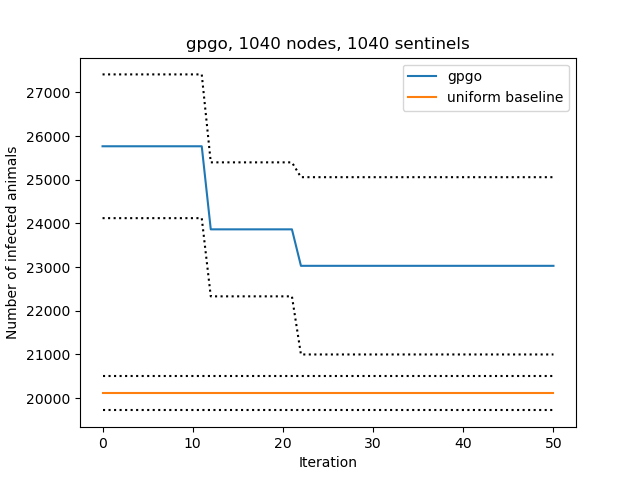 gpgo, 1040 nodes, 1040 sentinels
gpgo
uniform baseline
Number of infected animals
27000
26000
25000
24000
23000
22000
21000
20000
0 10 20 30 40 50
Iteration